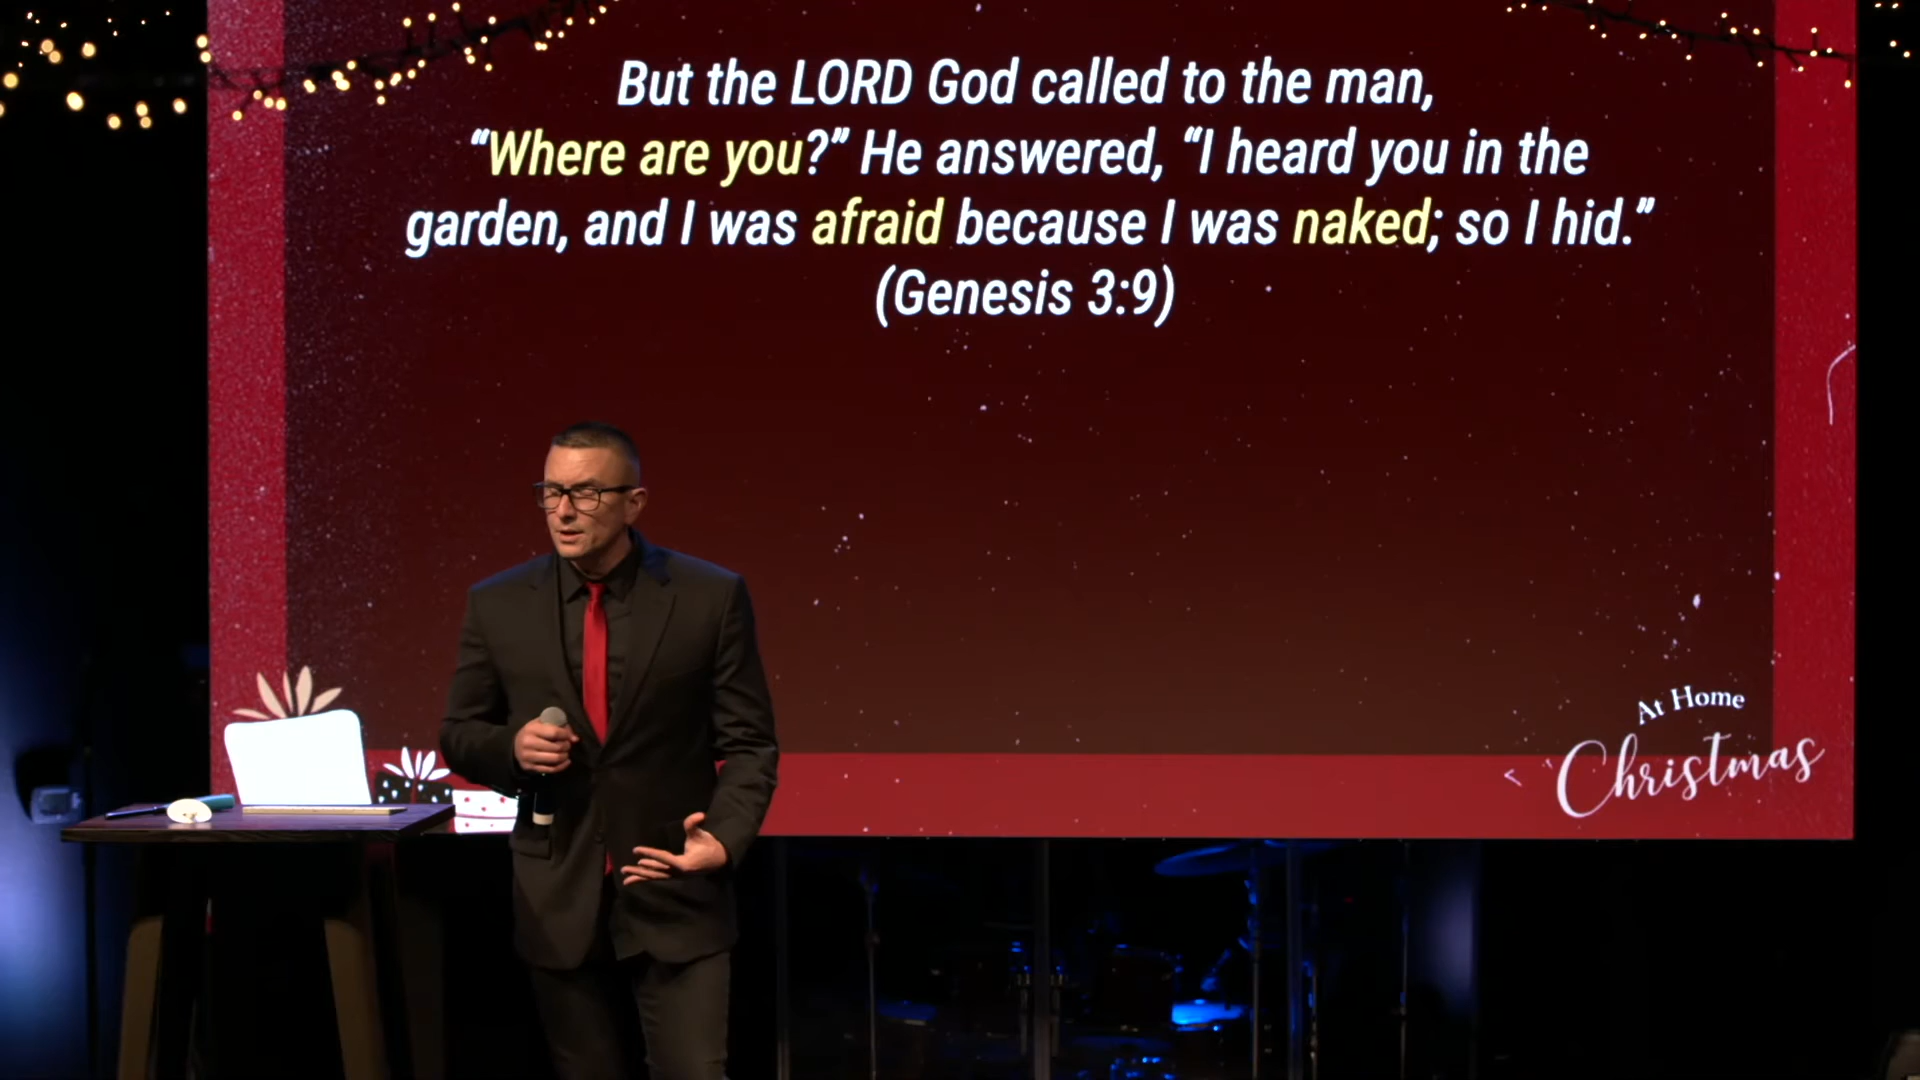 But the LORD God called to the man,
“Where are you?” He answered, “I heard you in the
garden, and I was afraid because I was naked; so I hid.”
(Genesis 3:9)
At Home
Christmas